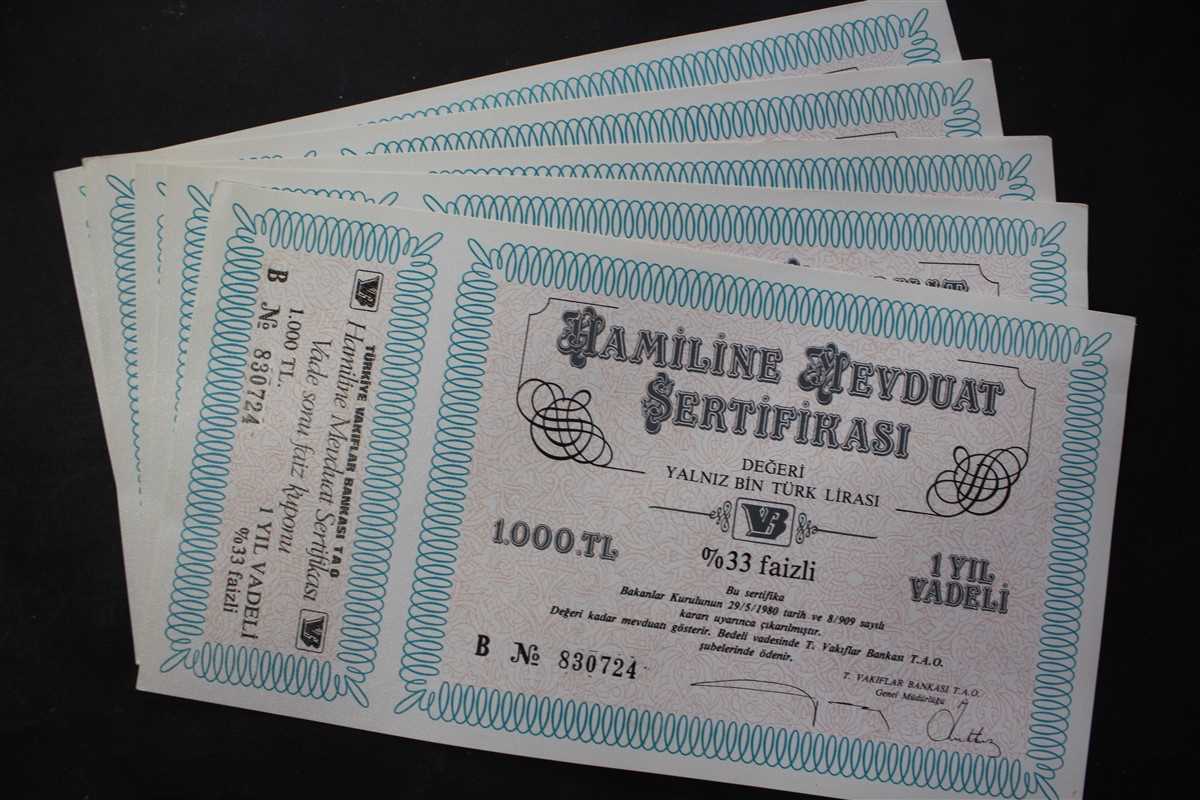 TÜRKİYE VAKIFLAR BANKASI T A O
Hamiline Mevduat Sertifikası
Vade sonu faiz kuponu
1.000 TL.
1 YIL VADELİ
B № 830724
%33 faizli
HAMİLİNE MEVDUAT
SERTİFİKASI
DEĞERİ
YALNIZ BİN TÜRK LİRASI
VB
1.000.TL
%33 faizli
1 YIL
VADELİ
Bu sertifika
Bakanlar Kurulunun 29/5/1980 tarih ve 8/909 sayılı
kararı uyarınca çıkarılmıştır.
Değeri kadar mevduatı gösterir. Bedeli vadesinde T. Vakıflar Bankası T.A.O.
şubelerinde ödenir.
B № 830724
T. VAKIFLAR BANKASI T.A.O.
Genel Müdürlüğü